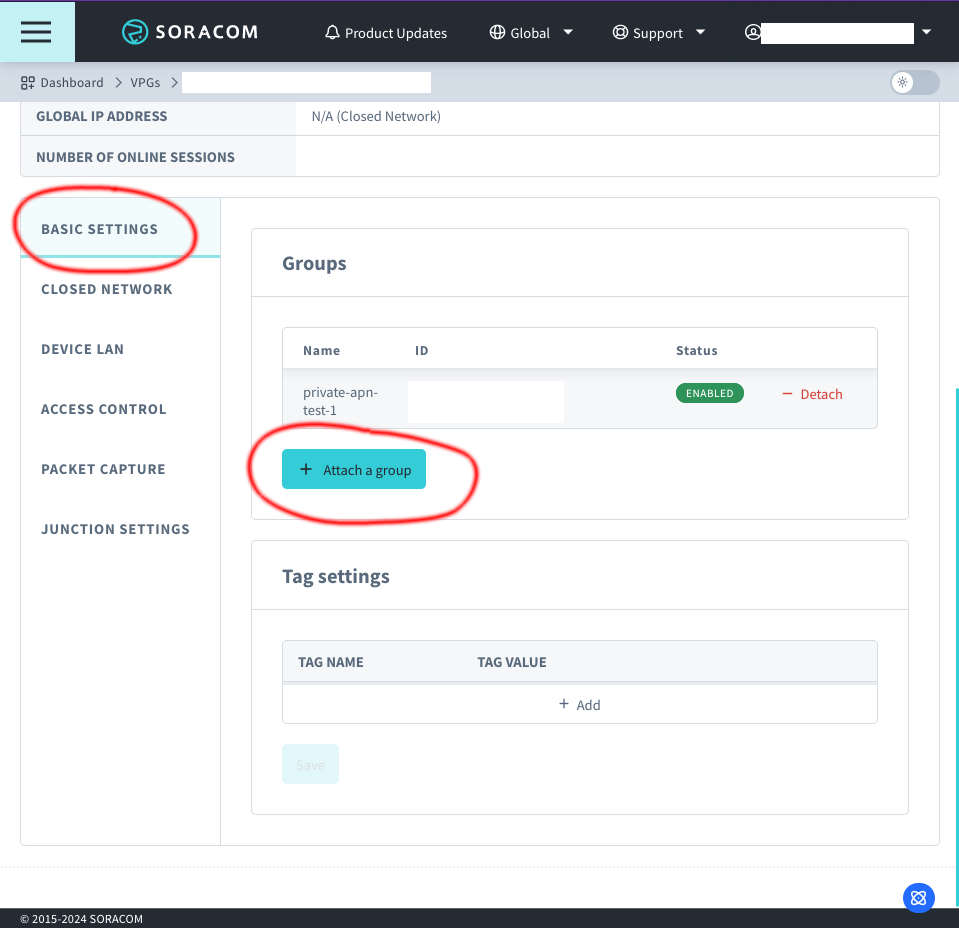 SORACOM
Product Updates
Global
Support
Dashboard > VPGs >
GLOBAL IP ADDRESS N/A (Closed Network)
NUMBER OF ONLINE SESSIONS
BASIC SETTINGS
CLOSED NETWORK
DEVICE LAN
ACCESS CONTROL
PACKET CAPTURE
JUNCTION SETTINGS
Groups
Name ID Status
private-apn-
test-1
ENABLED
− Detach
+ Attach a group
Tag settings
TAG NAME TAG VALUE
+ Add
Save
© 2015-2024 SORACOM